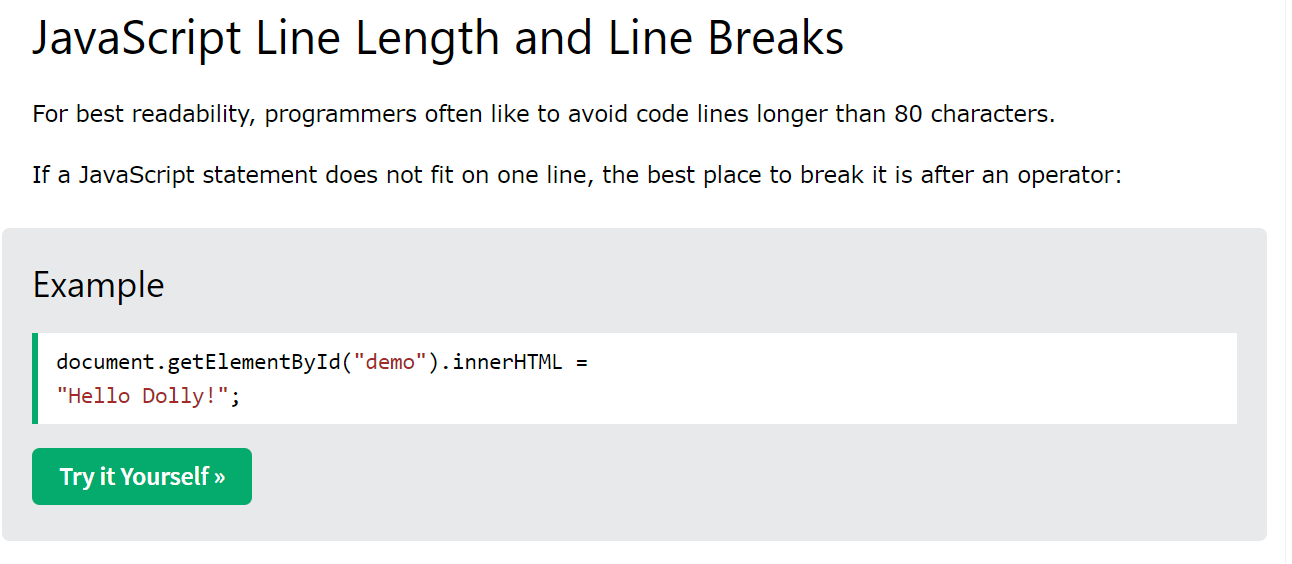 JavaScript Line Length and Line Breaks
For best readability, programmers often like to avoid code lines longer than 80 characters.
If a JavaScript statement does not fit on one line, the best place to break it is after an operator:
Example
document.getElementById("demo").innerHTML =
"Hello Dolly!";
Try it Yourself »